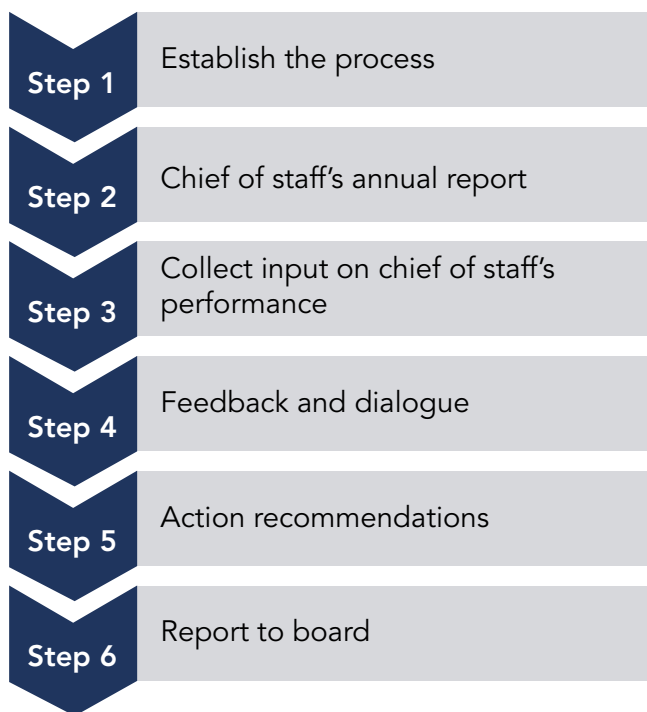 Step 1
Establish the process
Step 2
Chief of staff's annual report
Step 3
Collect input on chief of staff's
performance
Step 4
Feedback and dialogue
Step 5
Action recommendations
Step 6
Report to board